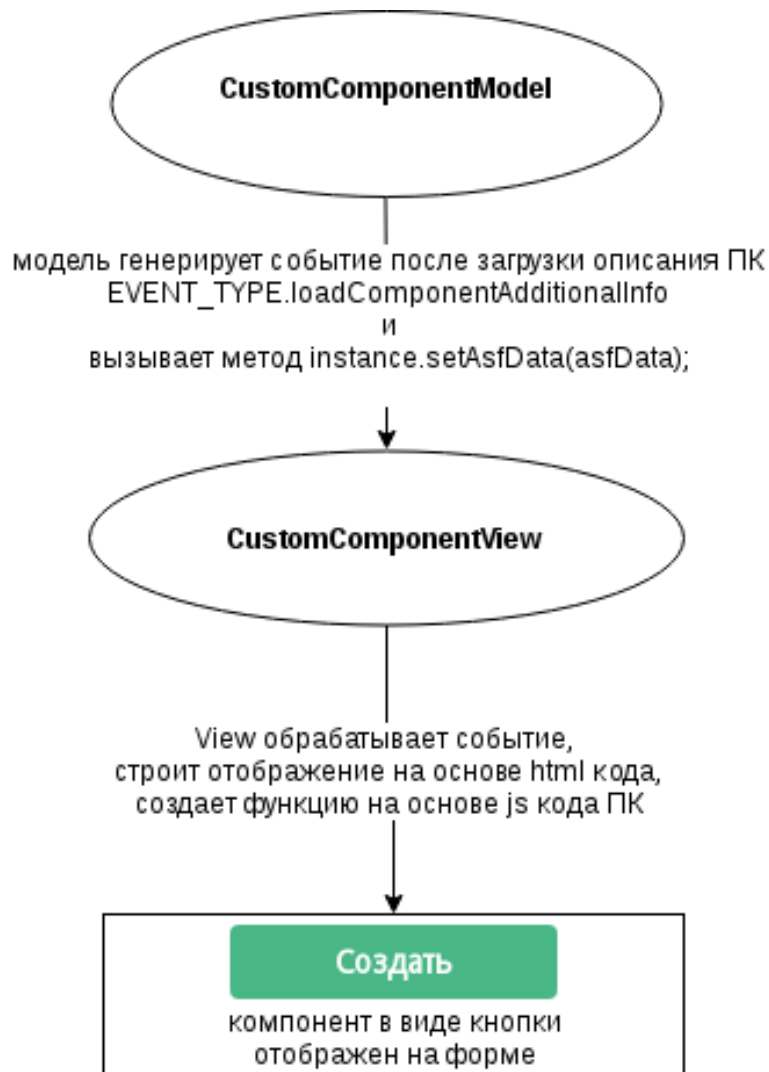 CustomComponentModel
модель генерирует событие после загрузки описания ПК
EVENT_TYPE.loadComponentAdditionalInfo
и
вызывает метод instance.setAsfData(asfData);
CustomComponentView
View обрабатывает событие,
строит отображение на основе html кода,
создает функцию на основе js кода ПК
Создать
компонент в виде кнопки
отображен на форме